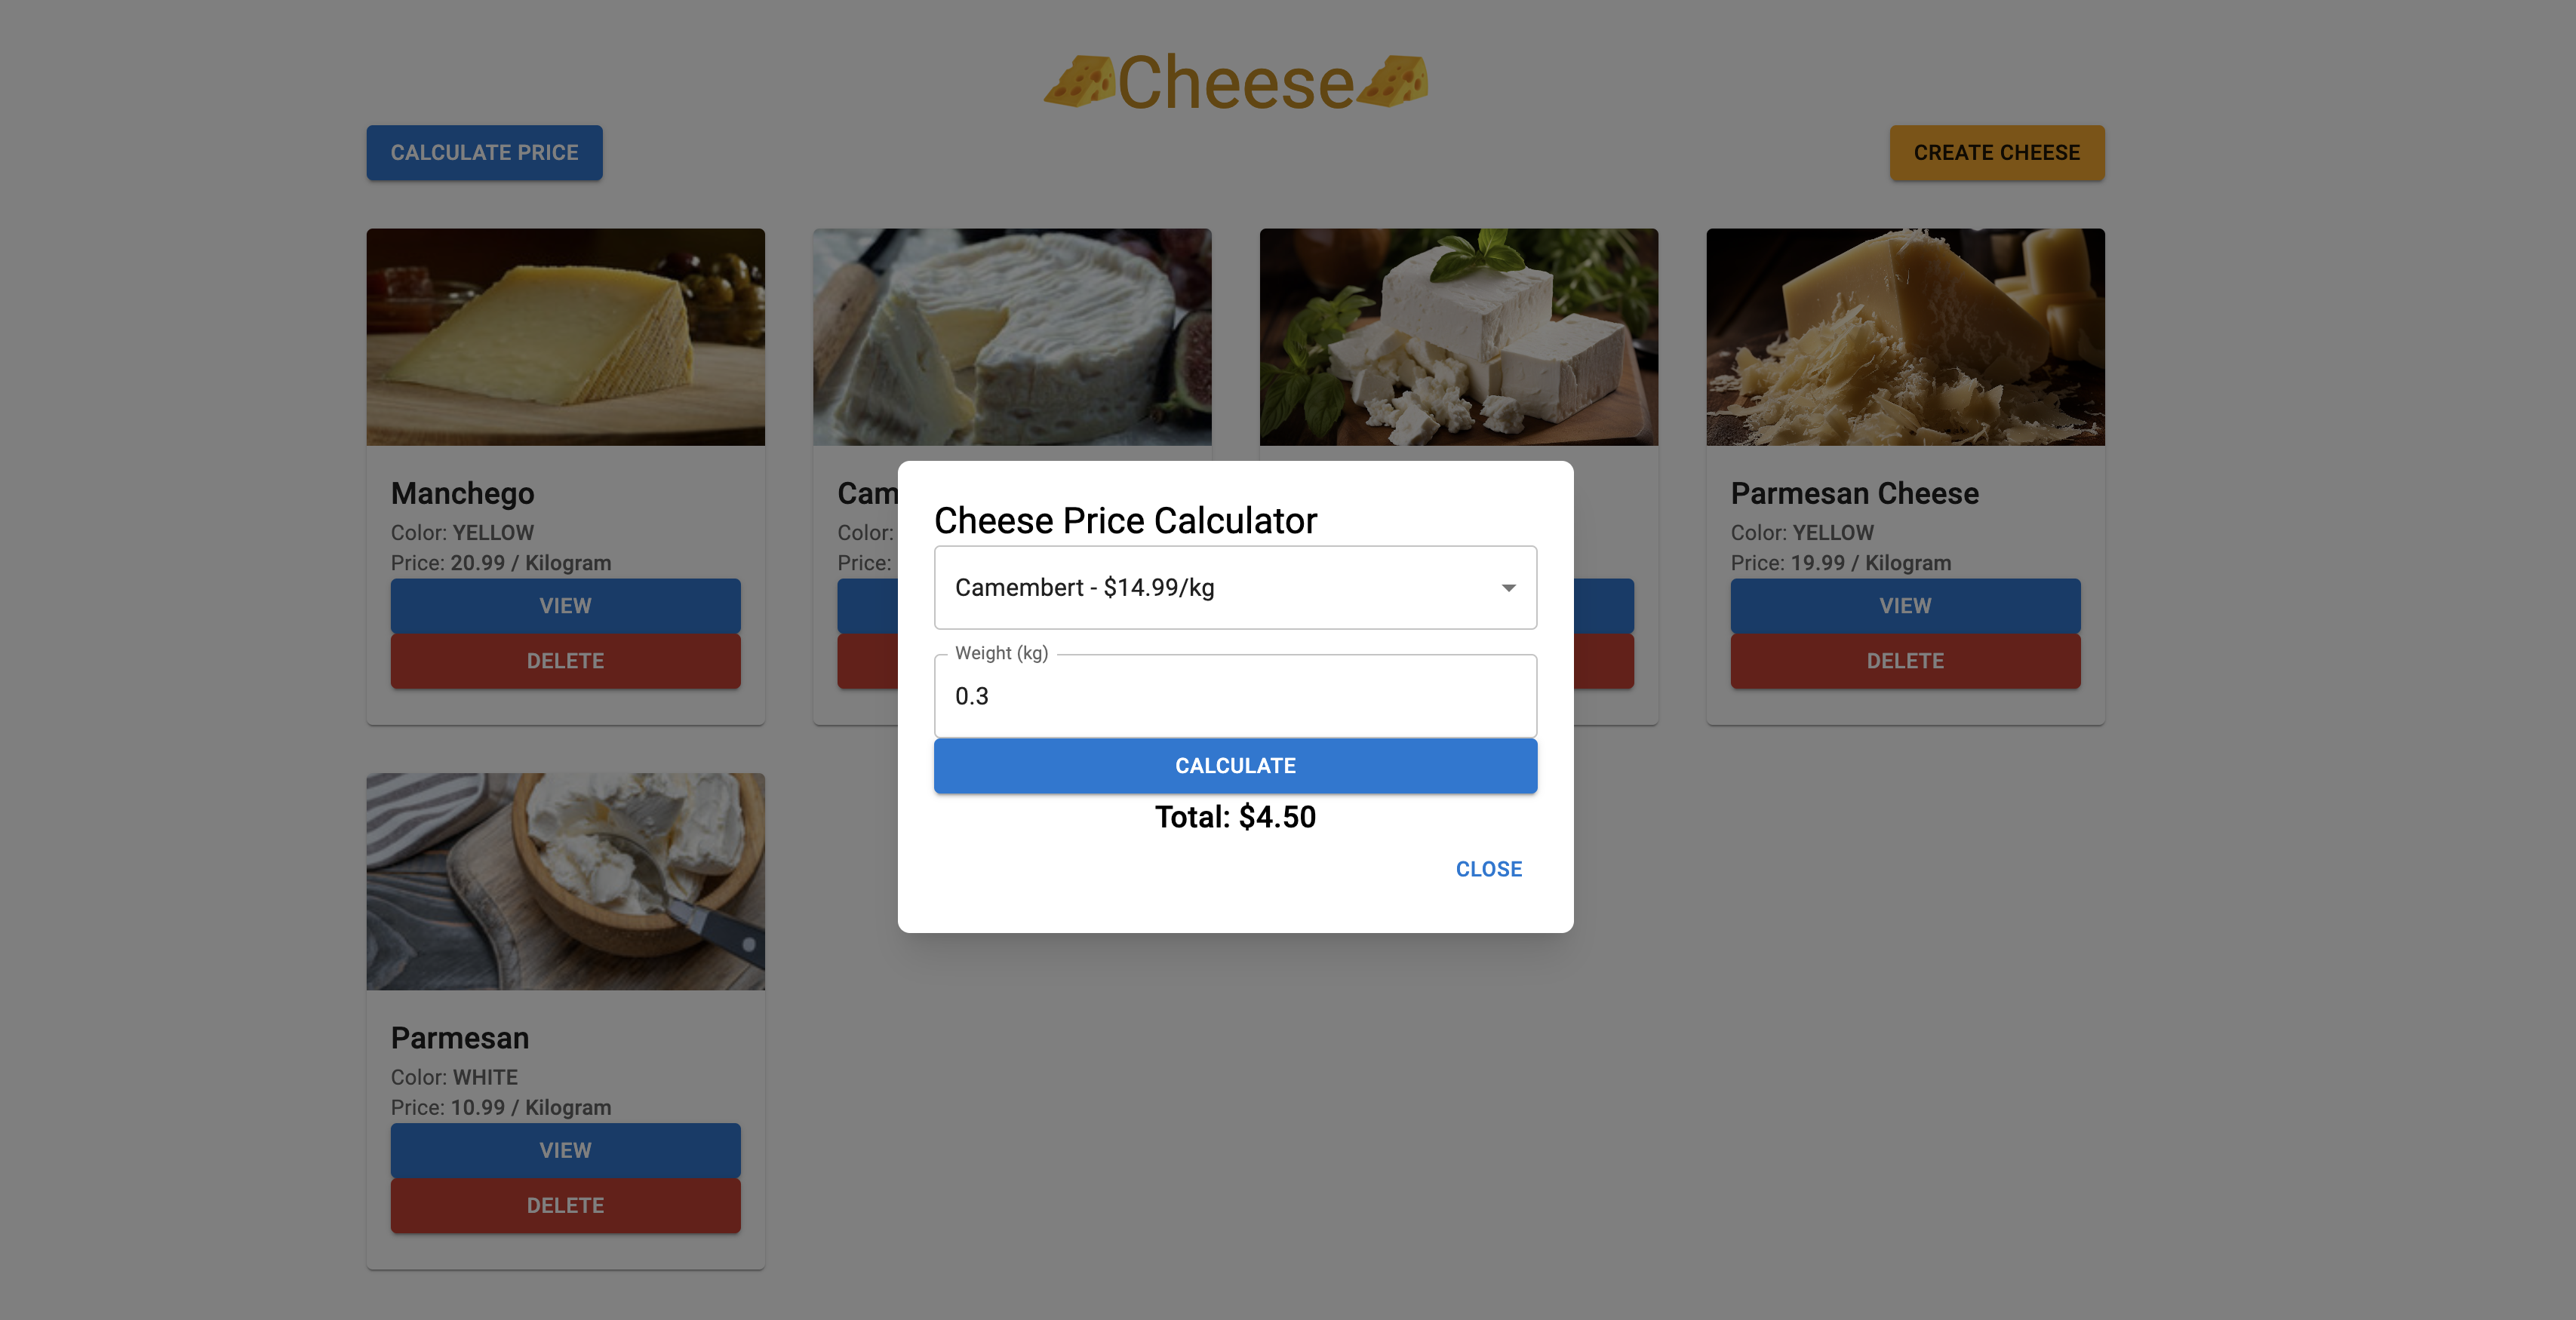 Cheese
CALCULATE PRICE
CREATE CHEESE
Manchego
Color: YELLOW
Price: 20.99 / Kilogram
VIEW
DELETE
Cam
Color:
Price:
Parmesan Cheese
Color: YELLOW
Price: 19.99 / Kilogram
VIEW
DELETE
Cheese Price Calculator
Camembert - $14.99/kg
Weight (kg)
0.3
CALCULATE
Total: $4.50
CLOSE
Parmesan
Color: WHITE
Price: 10.99 / Kilogram
VIEW
DELETE